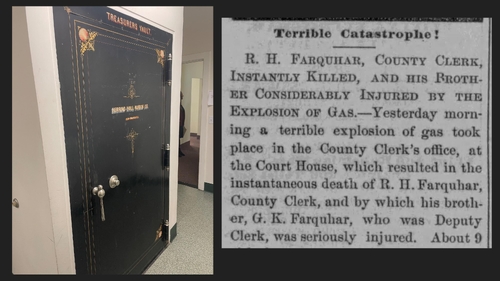 TREASURERS VAULT
Terrible Catastrophe!
R. H. FARQUHAR, COUNTY CLERK,
INSTANTLY KILLED, AND HIS BROTH-
ER CONSIDERABLY INJURED BY THE
EXPLOSION OF GAS.—Yesterday morn-
ing a terrible explosion of gas took
place in the County Clerk's office, at
the Court House, which resulted in the
instantaneous death of R. H. Farquhar,
County Clerk, and by which his broth-
er, G. K. Farquhar, who was Deputy
Clerk, was seriously injured. About 9